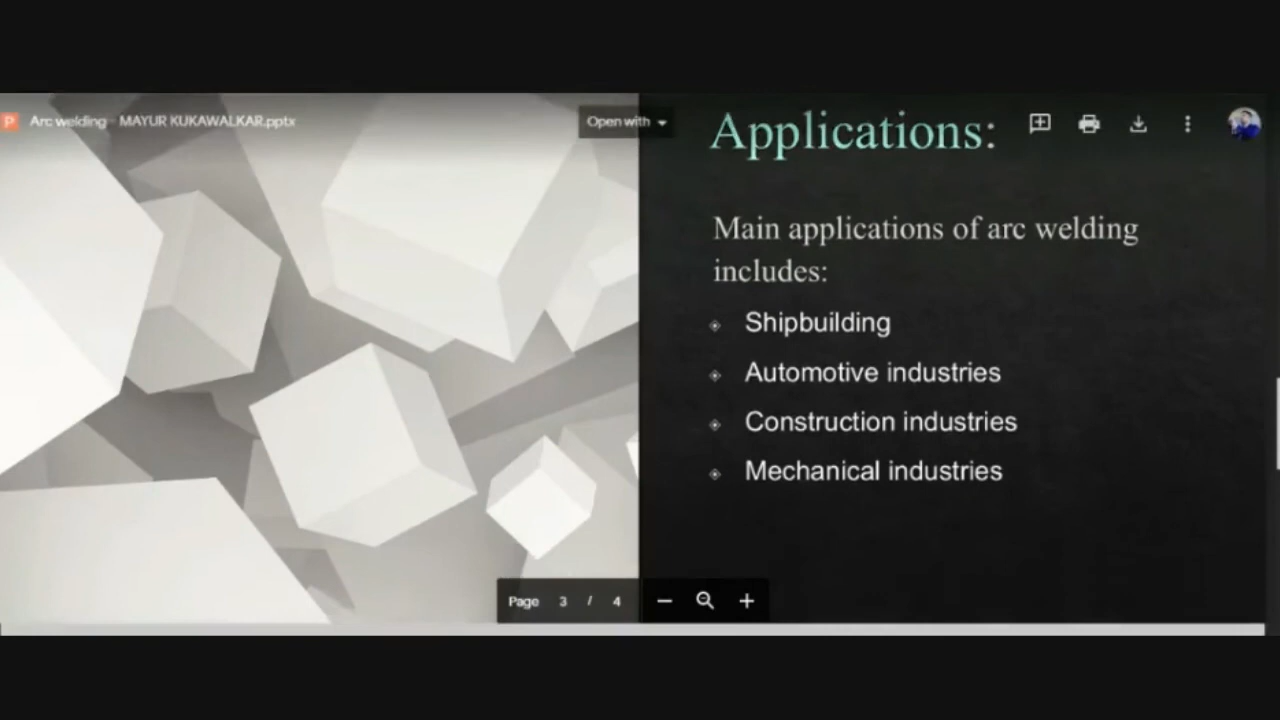 P Arc welding - MAYUR KUKAWALKAR.pptx
Open with
Applications:
Main applications of arc welding
includes:
Shipbuilding
Automotive industries
Construction industries
Mechanical industries
Page 3 / 4